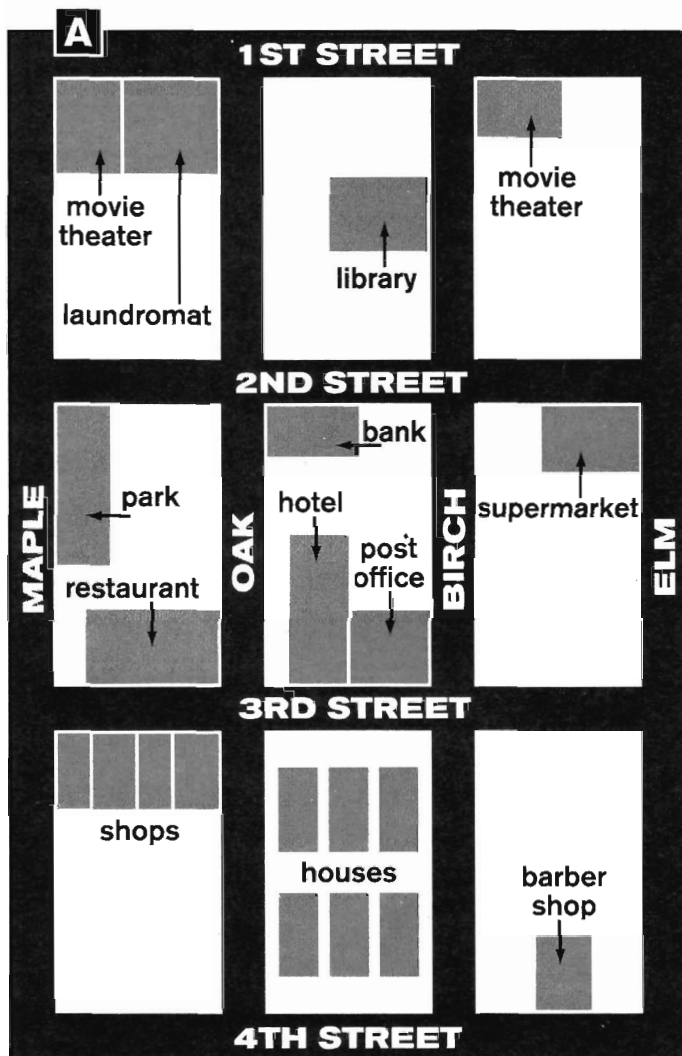 A
1ST STREET
movie
theater
laundromat
library
movie
theater
2ND STREET
MAPLE
park
restaurant
OAK
bank
hotel
post
office
BIRCH
supermarket
ELM
3RD STREET
shops
houses
barber
shop
4TH STREET